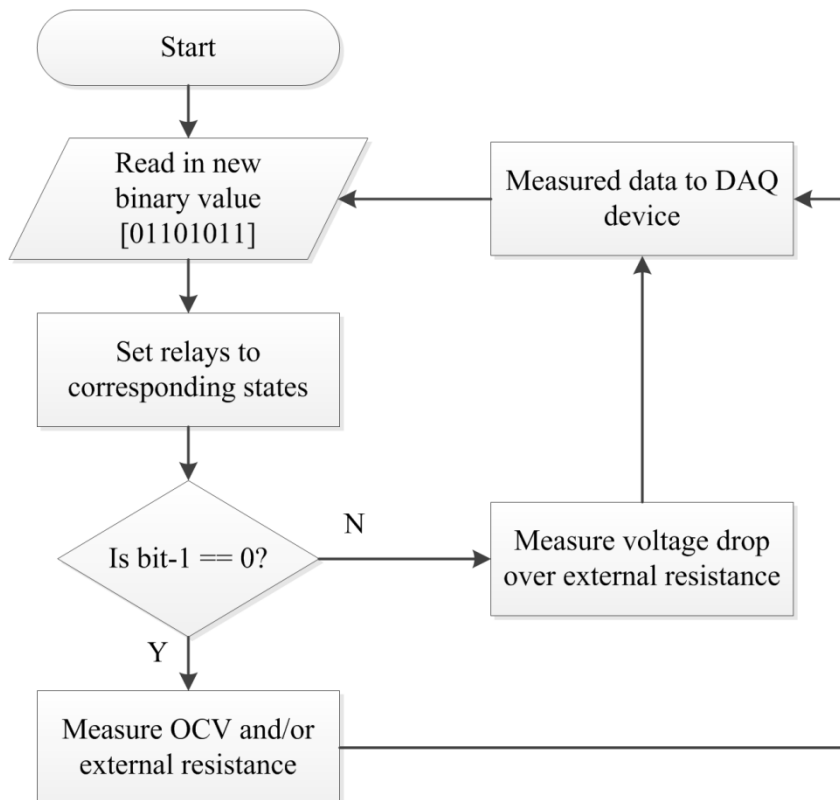 Start
Read in new
binary value
[01101011]
Measured data to DAQ
device
Set relays to
corresponding states
Is bit-1 == 0?
N
Measure voltage drop
over external resistance
Y
Measure OCV and/or
external resistance